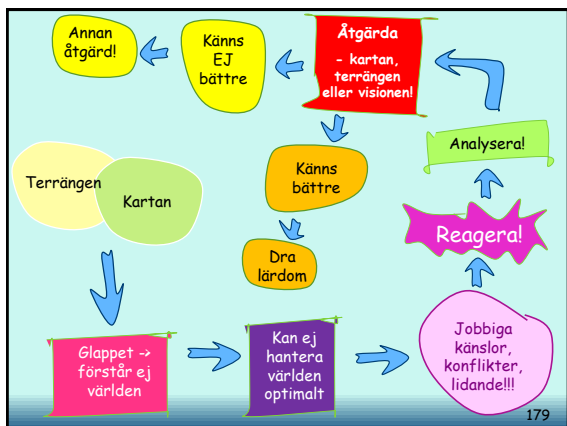 Annan
åtgärd!
Känns
EJ
bättre
Åtgärda
- kartan,
terrängen
eller visionen!
Analysera!
Terrängen
Kartan
Känns
bättre
Reagera!
Dra
lärdom
Glappet ->
förstår ej
världen
Kan ej
hantera
världen
optimalt
Jobbiga
känslor,
konflikter,
lidande!!!
179